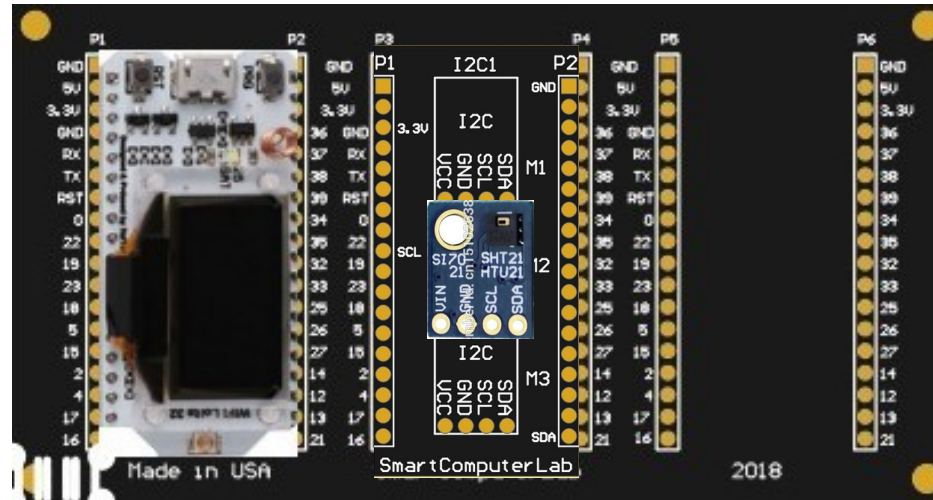 P1
GND
5V
3.3V
GND
RX
TX
RST
0
22
19
23
18
5
15
2
4
17
16
RST
PRG
WIFI LoRa 32
Made in USA
P2
36
37
38
39
34
35
32
33
25
26
27
14
12
13
21
P3
GND
5V
3.3V
GND
RX
TX
RST
0
22
19
23
18
5
15
2
4
17
16
P1
3.3V
SCL
I2C1
I2C
VCC GND SCL SDA
M1
SI70
21
SHT21
HTU21
VIN GND SCL SDA
I2C
VCC GND SCL SDA
M3
P2
GND
SDA
SmartComputerLab
P4
36
37
38
39
34
35
32
33
25
26
27
14
12
13
21
P5
GND
5V
3.3V
GND
RX
TX
RST
0
22
19
23
18
5
15
2
4
17
16
P6
GND
5V
3.3V
36
37
38
39
34
35
32
33
25
26
27
14
12
13
21
2018